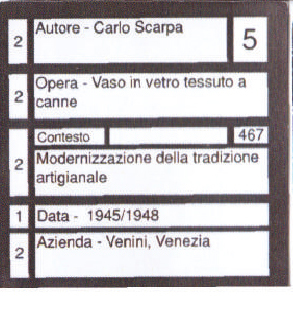 2 Autore - Carlo Scarpa 5
2 Opera - Vaso in vetro tessuto a
canne
Contesto 467
2 Modernizzazione della tradizione
artigianale
1 Data - 1945/1948
2 Azienda - Venini, Venezia